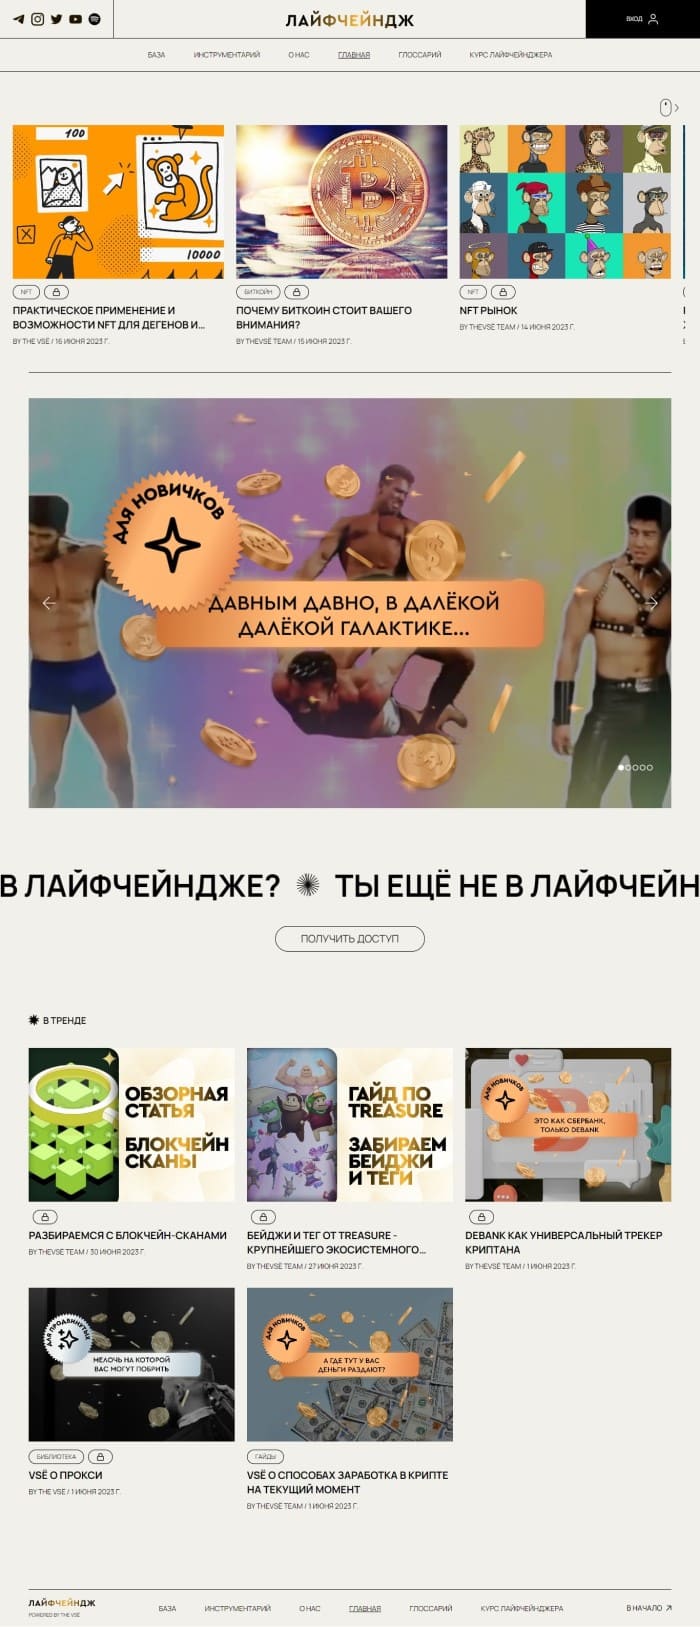 ЛАЙФЧЕЙНДЖ
ВХОД
БАЗА ИНСТРУМЕНТАРИЙ О НАС ГЛАВНАЯ ГЛОССАРИЙ КУРС ЛАЙФЧЕЙНДЖЕРА
100
10000
NFT
ПРАКТИЧЕСКОЕ ПРИМЕНЕНИЕ И
ВОЗМОЖНОСТИ NFT ДЛЯ ДЕГЕНОВ И...
BY THE VSË / 16 ИЮНЯ 2023 Г.
БИТКОЙН
ПОЧЕМУ БИТКОИН СТОИТ ВАШЕГО
ВНИМАНИЯ?
BY THEVSË TEAM / 15 ИЮНЯ 2023 Г.
NFT
NFT РЫНОК
BY THEVSË TEAM / 14 ИЮНЯ 2023 Г.
ДЛЯ НОВИЧКОВ
ДАВНЫМ ДАВНО, В ДАЛЁКОЙ
ДАЛЁКОЙ ГАЛАКТИКЕ...
В ЛАЙФЧЕЙНДЖЕ? ТЫ ЕЩЁ НЕ В ЛАЙФЧЕЙН
ПОЛУЧИТЬ ДОСТУП
В ТРЕНДЕ
ОБЗОРНАЯ
СТАТЬЯ
БЛОКЧЕЙН
СКАНЫ
РАЗБИРАЕМСЯ С БЛОКЧЕЙН-СКАНАМИ
BY THEVSË TEAM / 30 ИЮНЯ 2023 Г.
ГАЙД ПО
TREASURE
ЗАБИРАЕМ
БЕЙДЖИ
И ТЕГИ
БЕЙДЖИ И ТЕГ ОТ TREASURE -
КРУПНЕЙШЕГО ЭКОСИСТЕМНОГО...
BY THEVSË TEAM / 27 ИЮНЯ 2023 Г.
ДЛЯ НОВИЧКОВ
ЭТО КАК СБЕРБАНК,
ТОЛЬКО DEBANK
DEBANK КАК УНИВЕРСАЛЬНЫЙ ТРЕКЕР
КРИПТАНА
BY THEVSË TEAM / 1 ИЮНЯ 2023 Г.
ДЛЯ ПРОДВИНУТЫХ
МЕЛОЧЬ НА КОТОРОЙ
ВАС МОГУТ ПОБРИТЬ
БИБЛИОТЕКА
VSË О ПРОКСИ
BY THE VSË / 1 ИЮНЯ 2023 Г.
ДЛЯ НОВИЧКОВ
А ГДЕ ТУТ У ВАС
ДЕНЬГИ РАЗДАЮТ?
ГАЙДЫ
VSË О СПОСОБАХ ЗАРАБОТКА В КРИПТЕ
НА ТЕКУЩИЙ МОМЕНТ
BY THEVSË TEAM / 1 ИЮНЯ 2023 Г.
ЛАЙФЧЕЙНДЖ
POWERED BY THE VSË
БАЗА ИНСТРУМЕНТАРИЙ О НАС ГЛАВНАЯ ГЛОССАРИЙ КУРС ЛАЙФЧЕЙНДЖЕРА
В НАЧАЛО